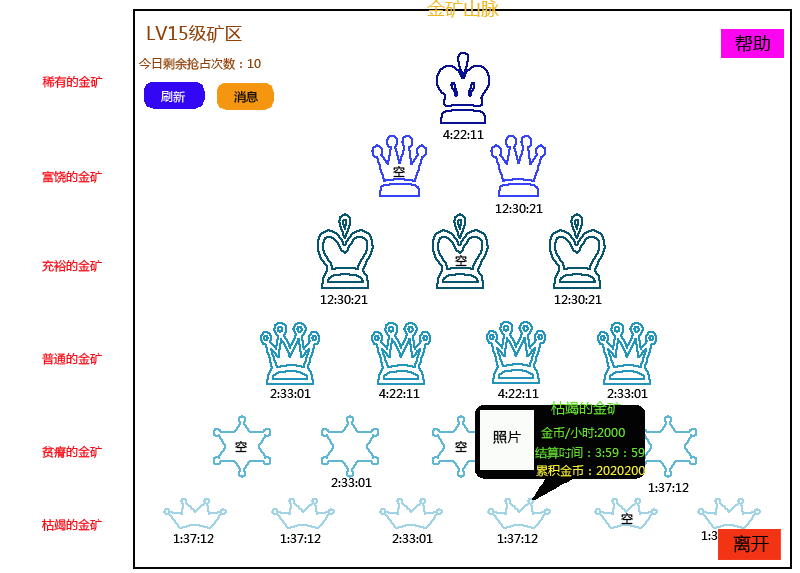 金矿山脉
LV15级矿区
帮助
今日剩余抢占次数：10
刷新
消息
稀有的金矿
4:22:11
富饶的金矿
空
12:30:21
充裕的金矿
空
12:30:21
12:30:21
普通的金矿
2:33:01
4:22:11
4:22:11
2:33:01
枯竭的金矿
照片
金币/小时:2000
结算时间：3:59：59
累积金币：2020200
贫瘠的金矿
空
空
2:33:01
1:37:12
枯竭的金矿
空
1:37:12
1:37:12
2:33:01
1:37:12
1:3
离开